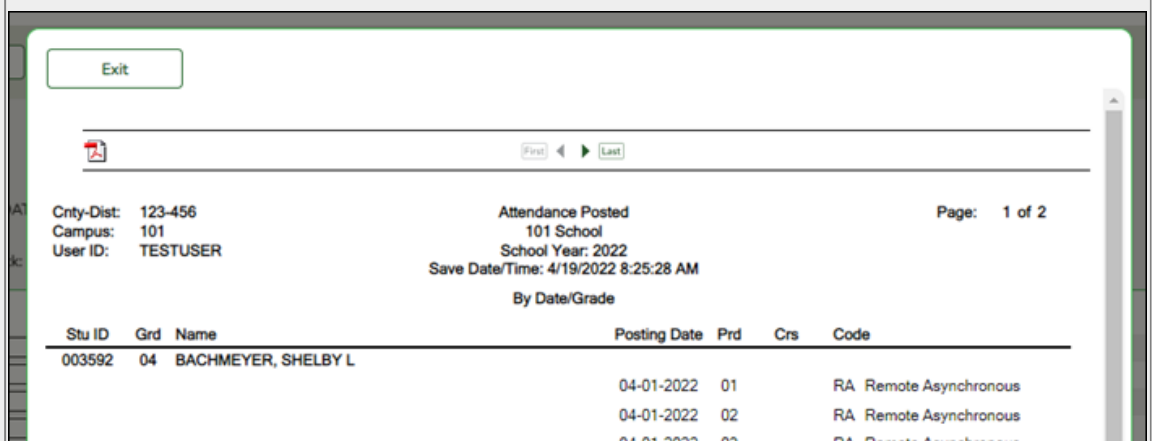 Exit
First Last
Cnty-Dist: 123-456 Attendance Posted Page: 1 of 2
Campus: 101 101 School
User ID: TESTUSER School Year: 2022
Save Date/Time: 4/19/2022 8:25:28 AM
By Date/Grade
Stu ID Grd Name Posting Date Prd Crs Code
003592 04 BACHMEYER, SHELBY L
04-01-2022 01 RA Remote Asynchronous
04-01-2022 02 RA Remote Asynchronous